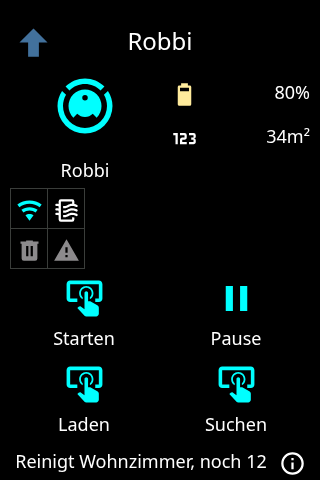 Robbi
80%
123
34m²
Robbi
Starten
Pause
Laden
Suchen
Reinigt Wohnzimmer, noch 12